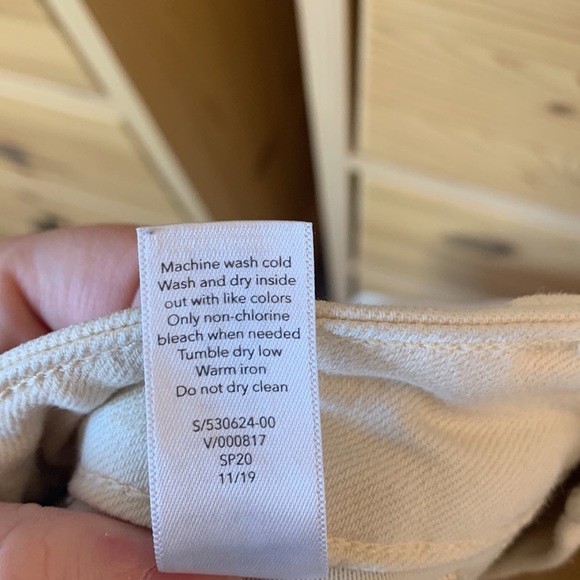 Machine wash cold
Wash and dry inside
out with like colors
Only non-chlorine
bleach when needed
Tumble dry low
Warm iron
Do not dry clean
S/530624-00
V/000817
SP20
11/19